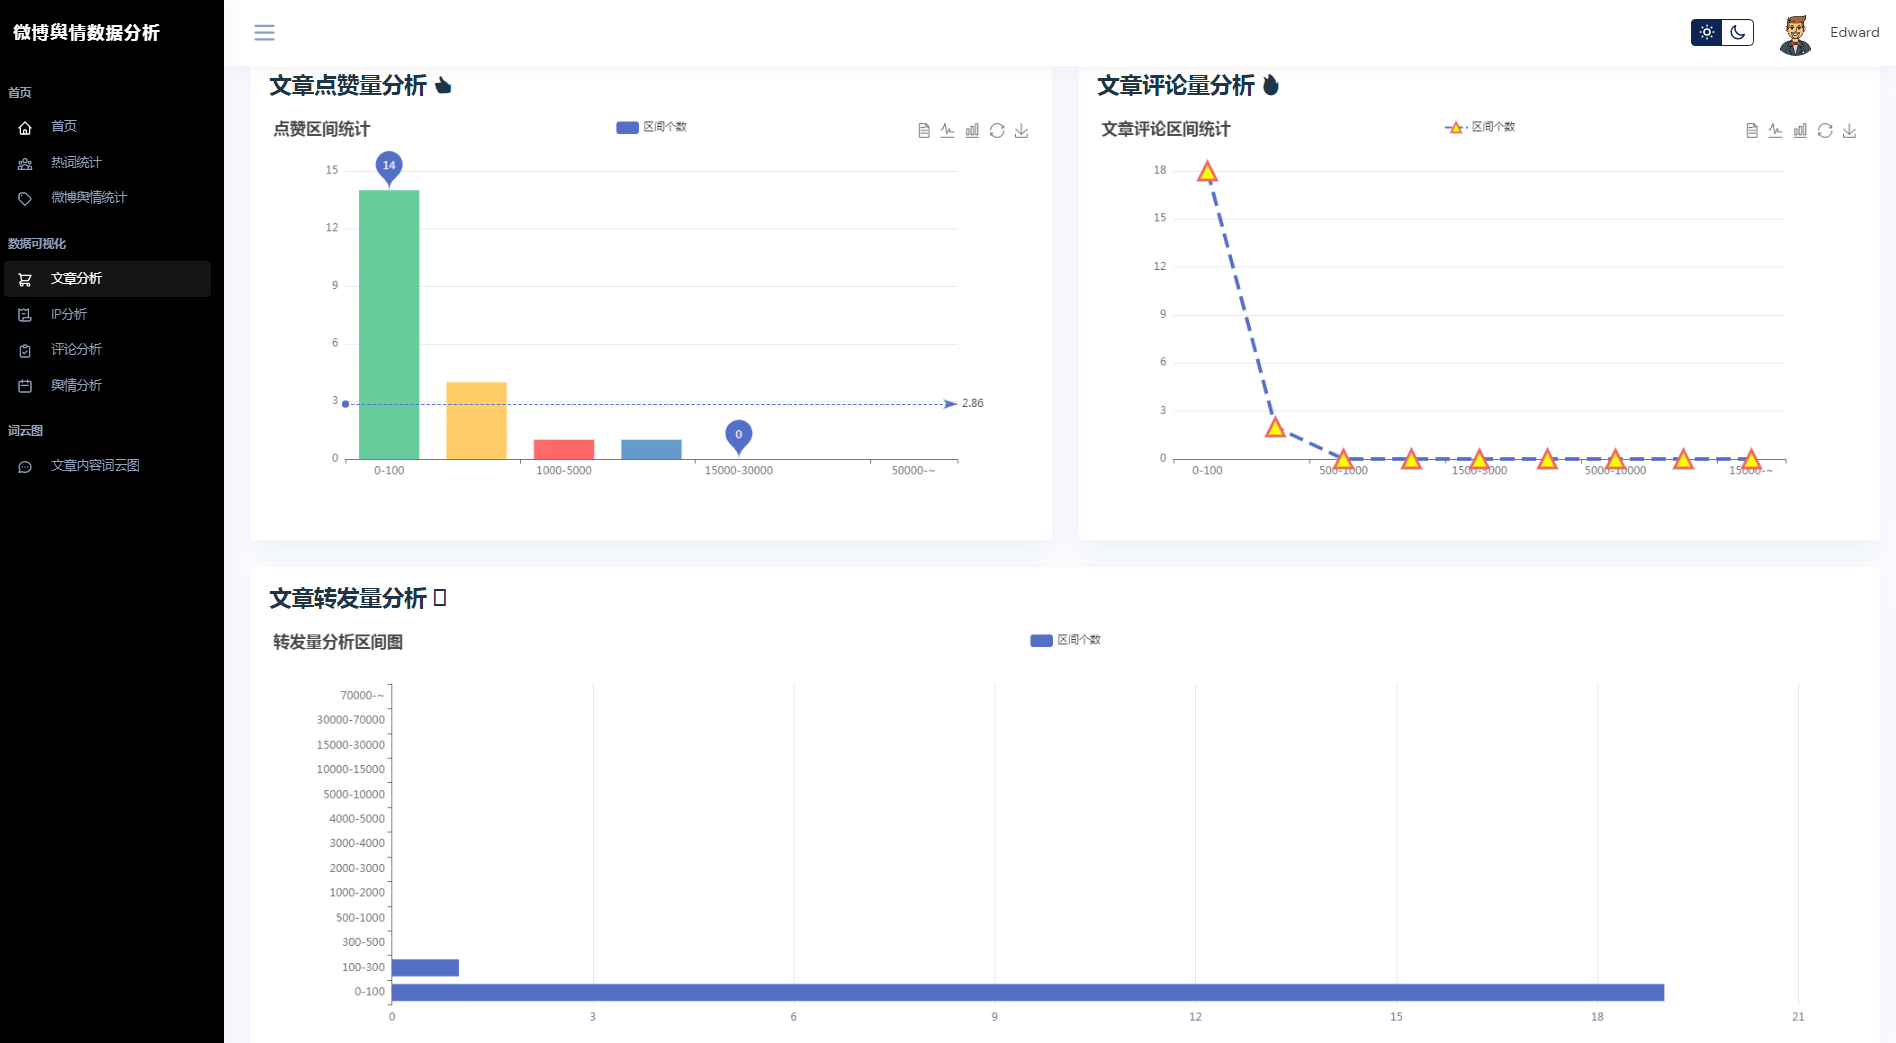 微博舆情数据分析
首页
首页
热词统计
微博舆情统计
数据可视化
文章分析
IP分析
评论分析
舆情分析
词云图
文章内容词云图
Edward
文章点赞量分析
点赞区间统计
区间个数
15
12
9
6
3
0
14
0
2.86
0-100
1000-5000
15000-30000
50000-~
文章评论量分析
文章评论区间统计
区间个数
18
15
12
9
6
3
0
0-100
500-1000
1500-3000
5000-10000
15000-~
文章转发量分析
转发量分析区间图
区间个数
70000-~
30000-70000
15000-30000
10000-15000
5000-10000
4000-5000
3000-4000
2000-3000
1000-2000
500-1000
300-500
100-300
0-100
0
3
6
9
12
15
18
21